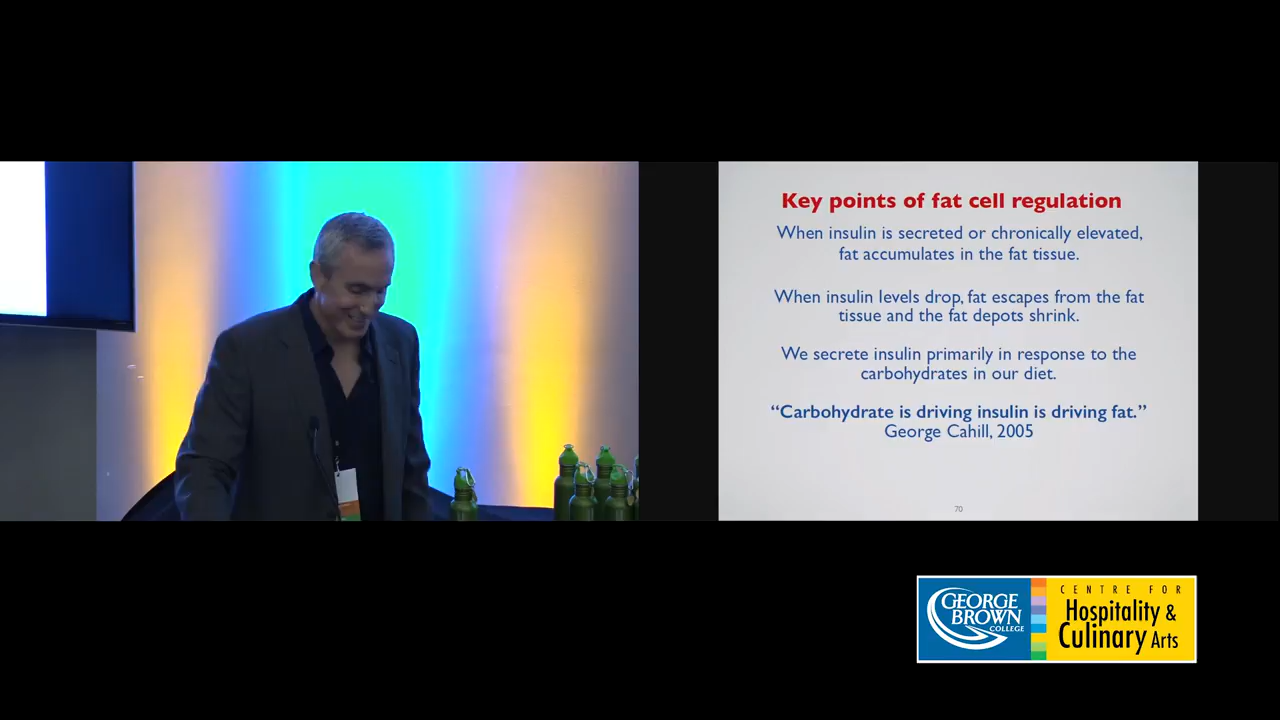 Key points of fat cell regulation
When insulin is secreted or chronically elevated,
fat accumulates in the fat tissue.
When insulin levels drop, fat escapes from the fat
tissue and the fat depots shrink.
We secrete insulin primarily in response to the
carbohydrates in our diet.
“Carbohydrate is driving insulin is driving fat.”
George Cahill, 2005
70
GEORGE
BROWN
COLLEGE
CENTRE FOR
Hospitality &
Culinary Arts